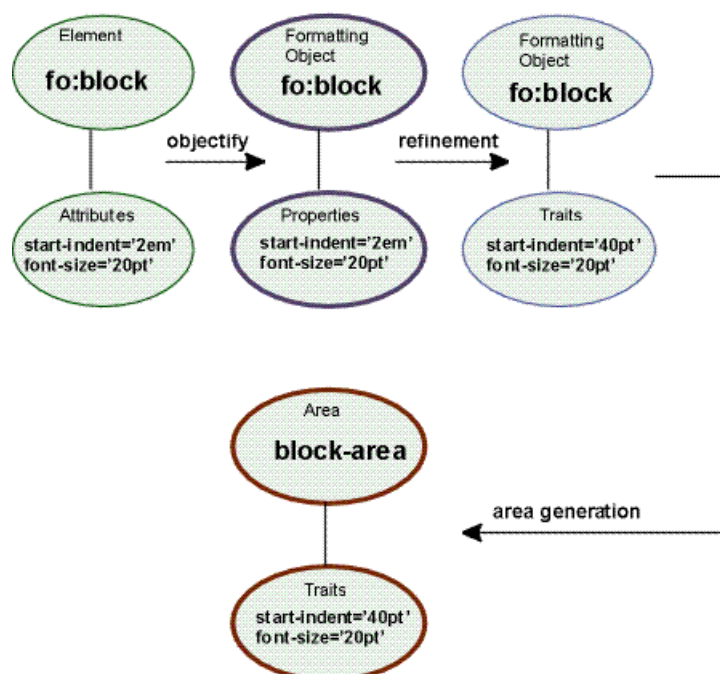 Element
fo:block
objectify
Attributes
start-indent='2em'
font-size='20pt'
Formatting
Object
fo:block
refinement
Properties
start-indent='2em'
font-size='20pt'
Formatting
Object
fo:block
Traits
start-indent='40pt'
font-size='20pt'
area generation
Area
block-area
Traits
start-indent='40pt'
font-size='20pt'